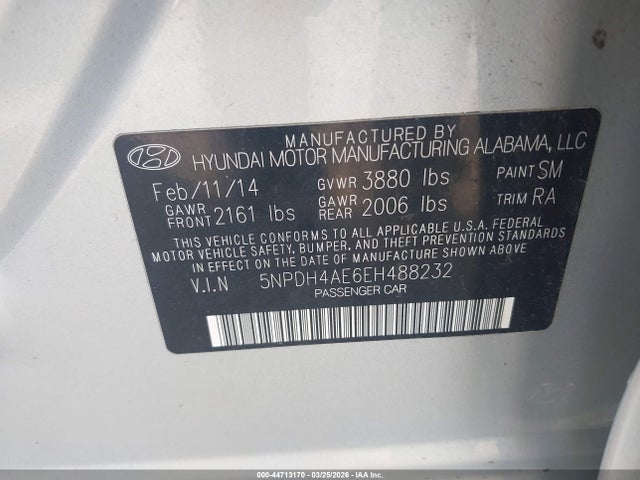 MANUFACTURED BY
HYUNDAI MOTOR MANUFACTURING ALABAMA, LLC
Feb/11/14 GVWR 3880 lbs PAINT SM
GAWR FRONT 2161 lbs GAWR REAR 2006 lbs TRIM RA
THIS VEHICLE CONFORMS TO ALL APPLICABLE U.S.A. FEDERAL
MOTOR VEHICLE SAFETY, BUMPER, AND THEFT PREVENTION
STANDARDS IN EFFECT ON THE DATE OF MANUFACTURE SHOWN ABOVE
V.I.N 5NPDH4AE6EH488232
PASSENGER CAR
000-44713170 - 03/25/2026 - IAA Inc.